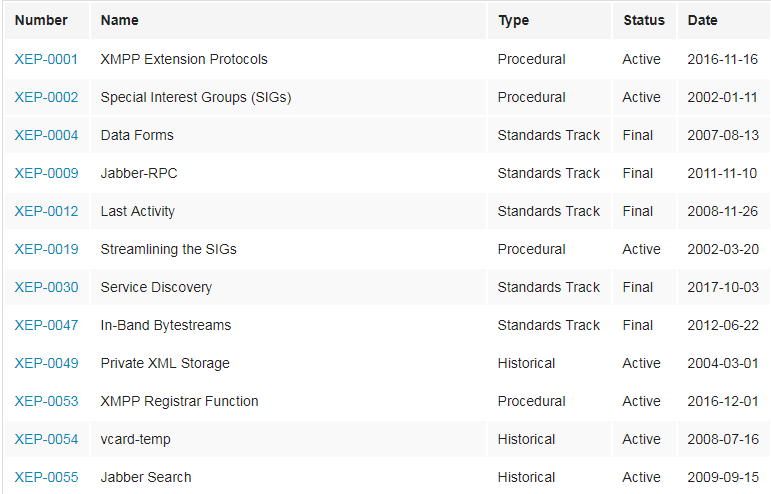 Number Name Type Status Date
XEP-0001 XMPP Extension Protocols Procedural Active 2016-11-16
XEP-0002 Special Interest Groups (SIGs) Procedural Active 2002-01-11
XEP-0004 Data Forms Standards Track Final 2007-08-13
XEP-0009 Jabber-RPC Standards Track Final 2011-11-10
XEP-0012 Last Activity Standards Track Final 2008-11-26
XEP-0019 Streamlining the SIGs Procedural Active 2002-03-20
XEP-0030 Service Discovery Standards Track Final 2017-10-03
XEP-0047 In-Band Bytestreams Standards Track Final 2012-06-22
XEP-0049 Private XML Storage Historical Active 2004-03-01
XEP-0053 XMPP Registrar Function Procedural Active 2016-12-01
XEP-0054 vcard-temp Historical Active 2008-07-16
XEP-0055 Jabber Search Historical Active 2009-09-15